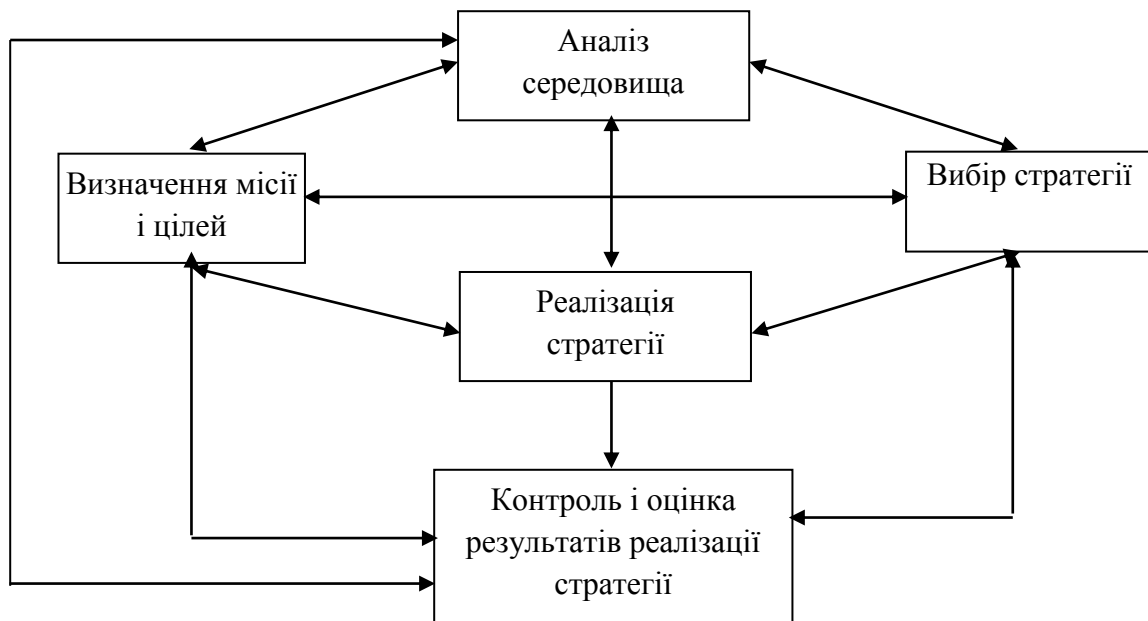 Аналіз
середовища
Визначення місії
і цілей
Вибір стратегії
Реалізація
стратегії
Контроль і оцінка
результатів реалізації
стратегії